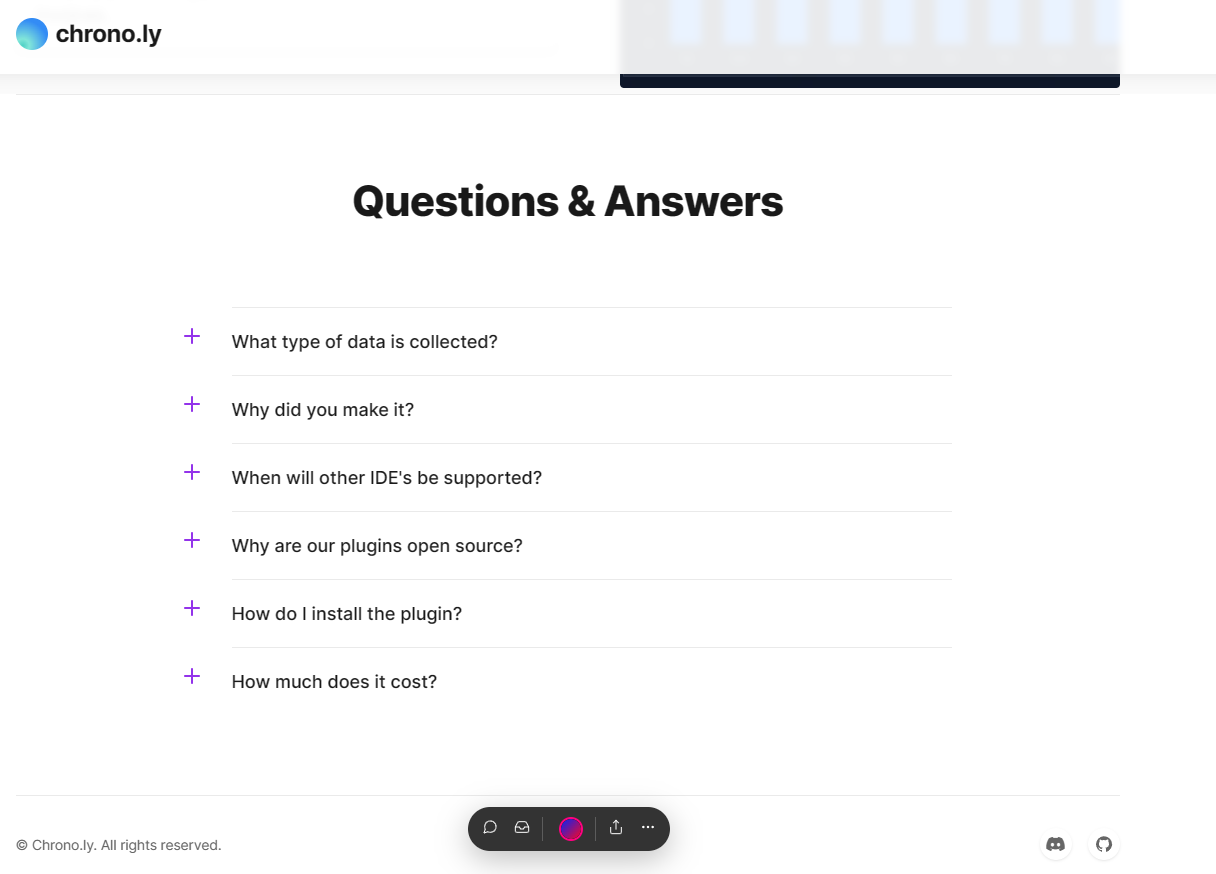 chrono.ly
Questions & Answers
What type of data is collected?
Why did you make it?
When will other IDE's be supported?
Why are our plugins open source?
How do I install the plugin?
How much does it cost?
© Chrono.ly. All rights reserved.